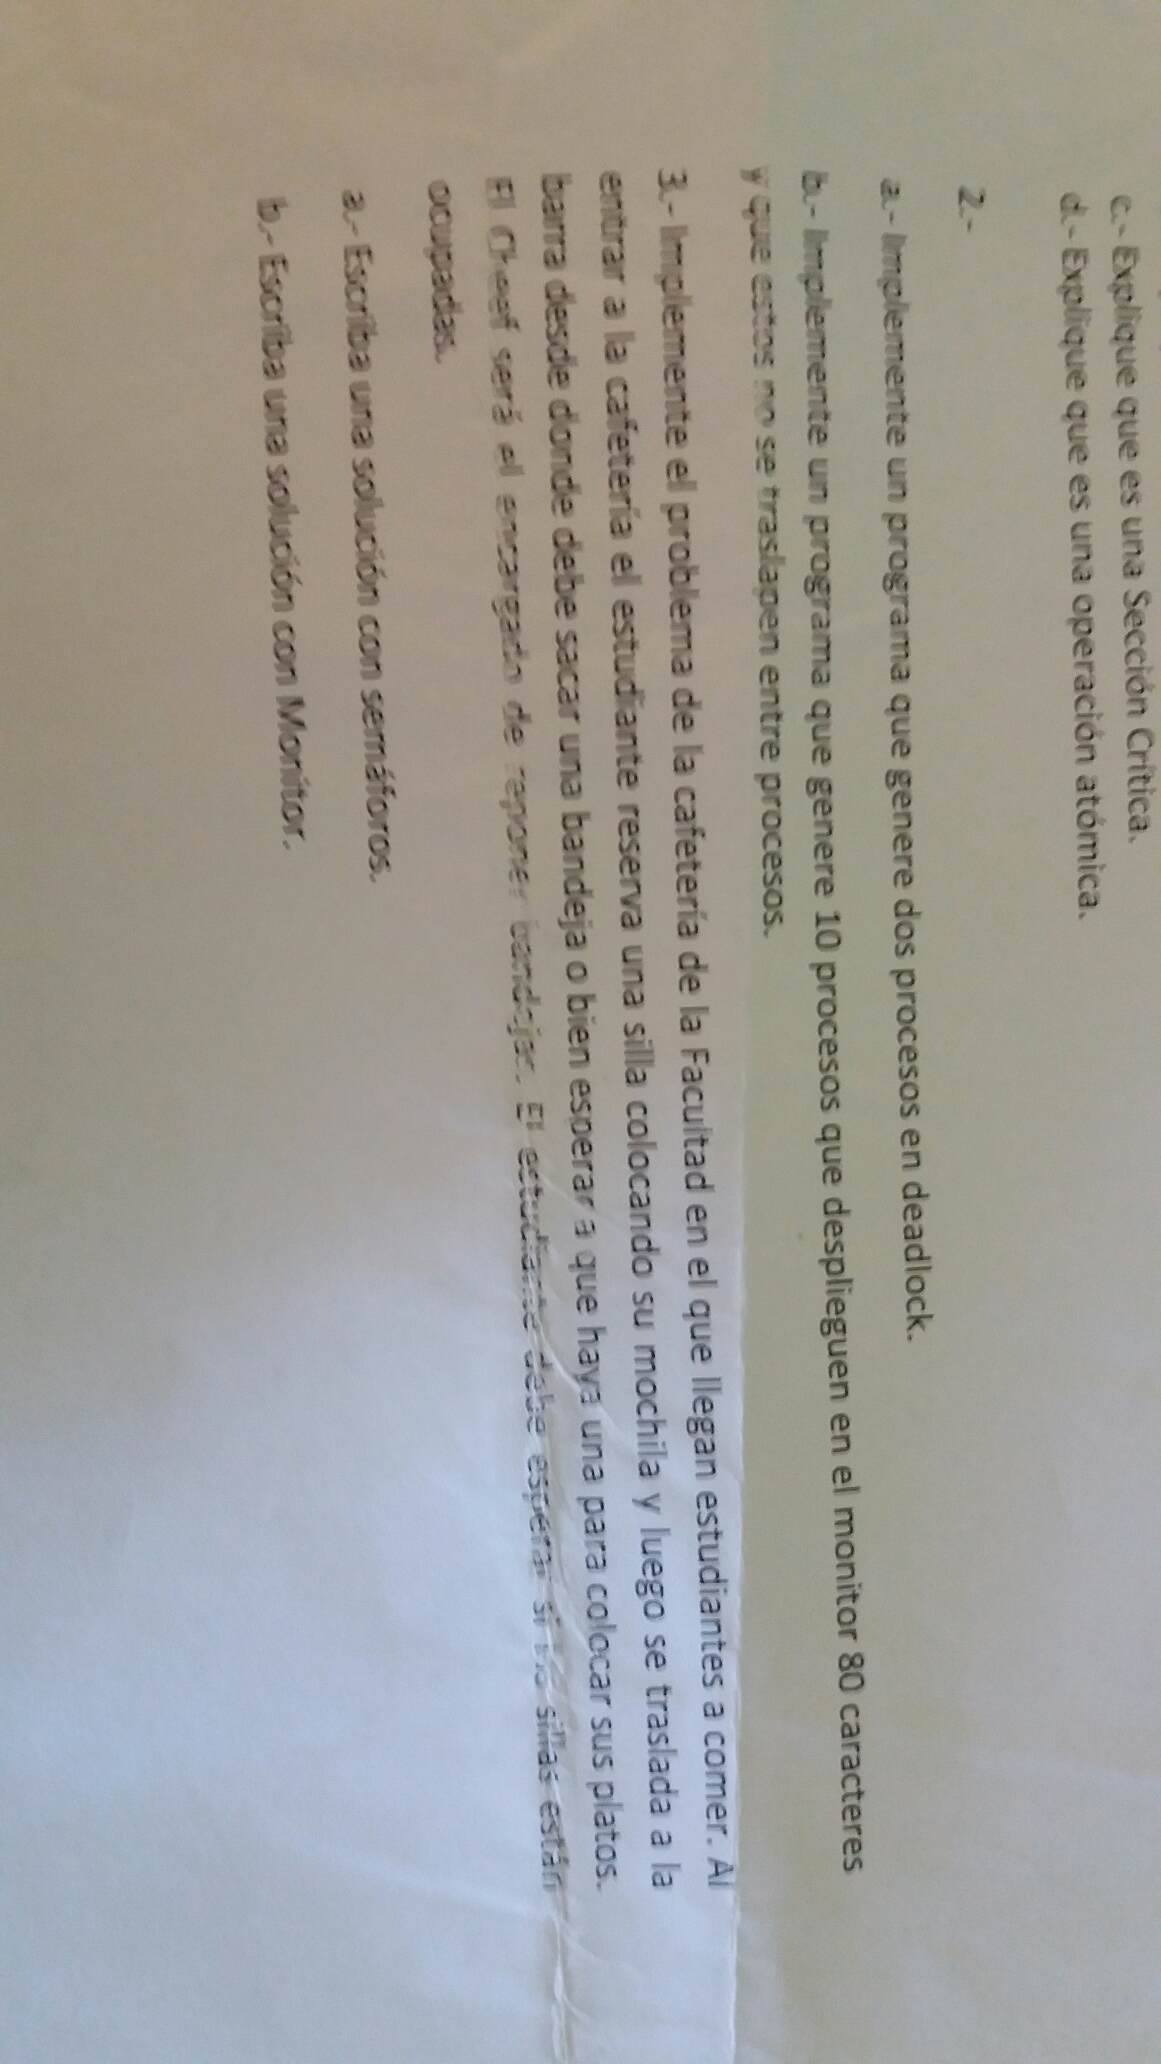 c.- Explique que es una Sección Crítica.
d.- Explique que es una operación atómica.
2.-
a.- Implemente un programa que genere dos procesos en deadlock.
b.- Implemente un programa que genere 10 procesos que desplieguen en el monitor 80 caracteres
y que estos no se traslapen entre procesos.
3.- Implemente el problema de la cafetería de la Facultad en el que llegan estudiantes a comer. Al
entrar a la cafetería el estudiante reserva una silla colocando su mochila y luego se traslada a la
barra desde donde debe sacar una bandeja o bien esperar a que haya una para colocar sus platos.
El Cheef será el encargado de reponer bandejas. El estudiante debe esperar si las sillas están
ocupadas.
a.- Escriba una solución con semáforos.
b.- Escriba una solución con Monitor.